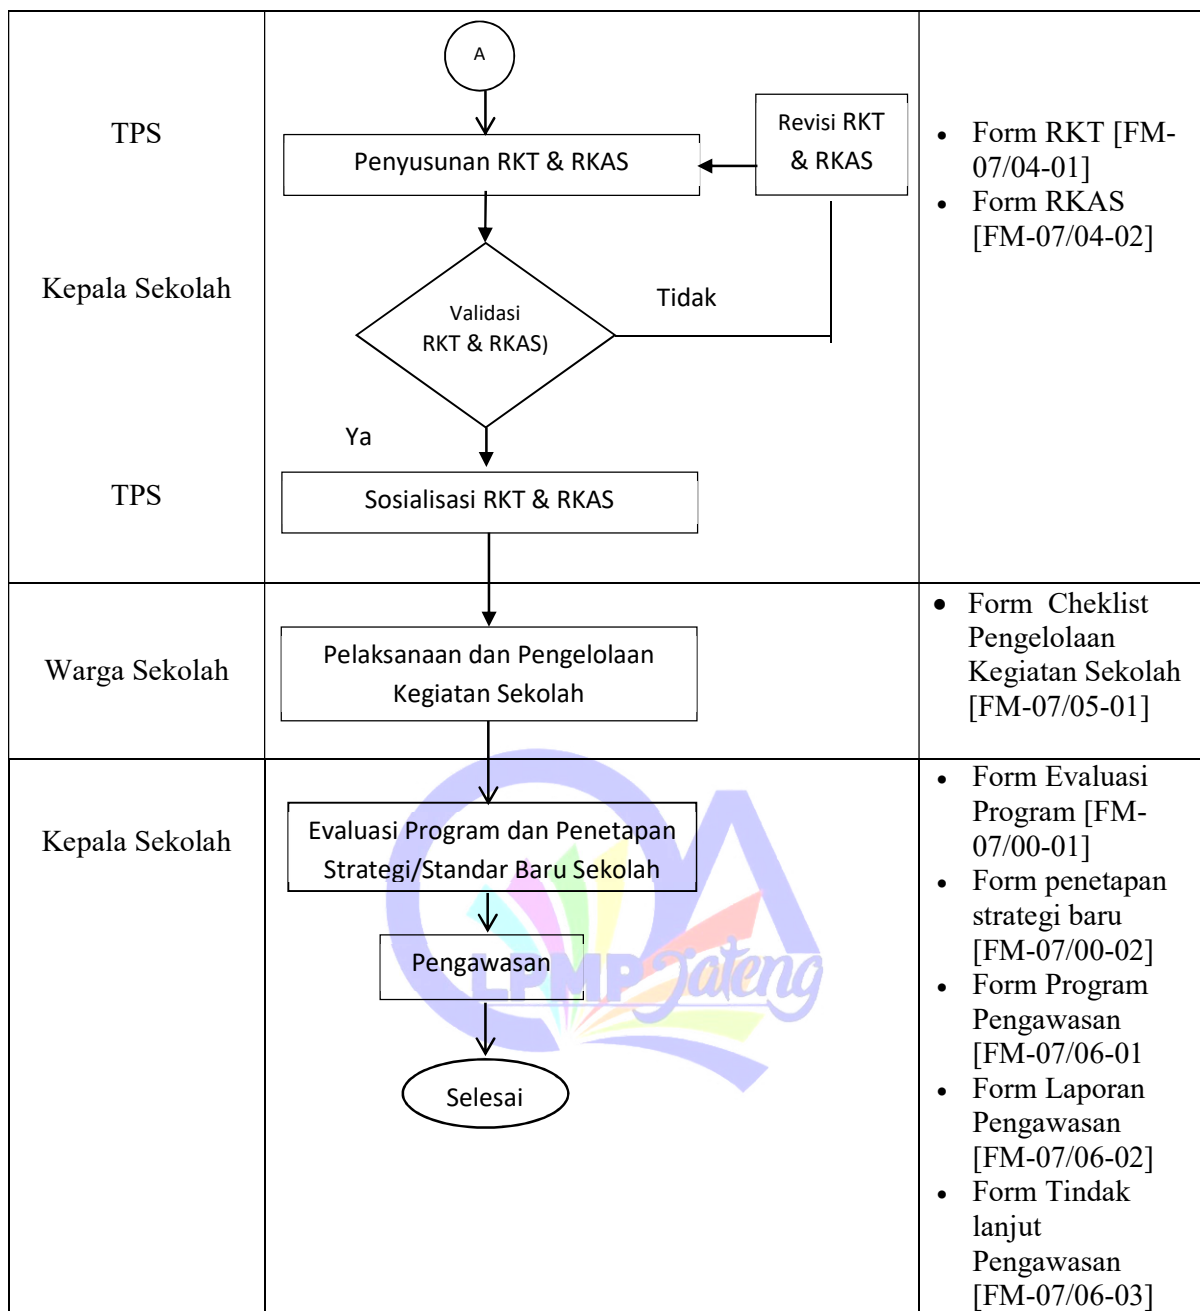 A
TPS
Penyusunan RKT & RKAS
Revisi RKT
& RKAS
• Form RKT [FM-
07/04-01]
• Form RKAS
[FM-07/04-02]
Kepala Sekolah
Validasi
RKT & RKAS)
Tidak
Ya
TPS
Sosialisasi RKT & RKAS
Warga Sekolah
Pelaksanaan dan Pengelolaan
Kegiatan Sekolah
• Form Cheklist
Pengelolaan
Kegiatan Sekolah
[FM-07/05-01]
Kepala Sekolah
Evaluasi Program dan Penetapan
Strategi/Standar Baru Sekolah
Pengawasan
LPMP Jateng
Selesai
• Form Evaluasi
Program [FM-
07/00-01]
• Form penetapan
strategi baru
[FM-07/00-02]
• Form Program
Pengawasan
[FM-07/06-01
• Form Laporan
Pengawasan
[FM-07/06-02]
• Form Tindak
lanjut
Pengawasan
[FM-07/06-03]